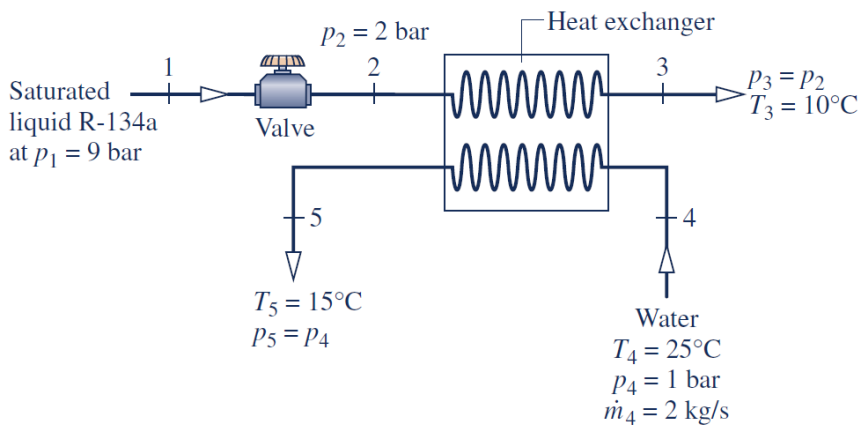 p₂ = 2 bar
Heat exchanger
1
2
3
Saturated
liquid R-134a
at p₁ = 9 bar
Valve
p₃ = p₂
T₃ = 10°C
5
4
T₅ = 15°C
p₅ = p₄
Water
T₄ = 25°C
p₄ = 1 bar
ṁ₄ = 2 kg/s